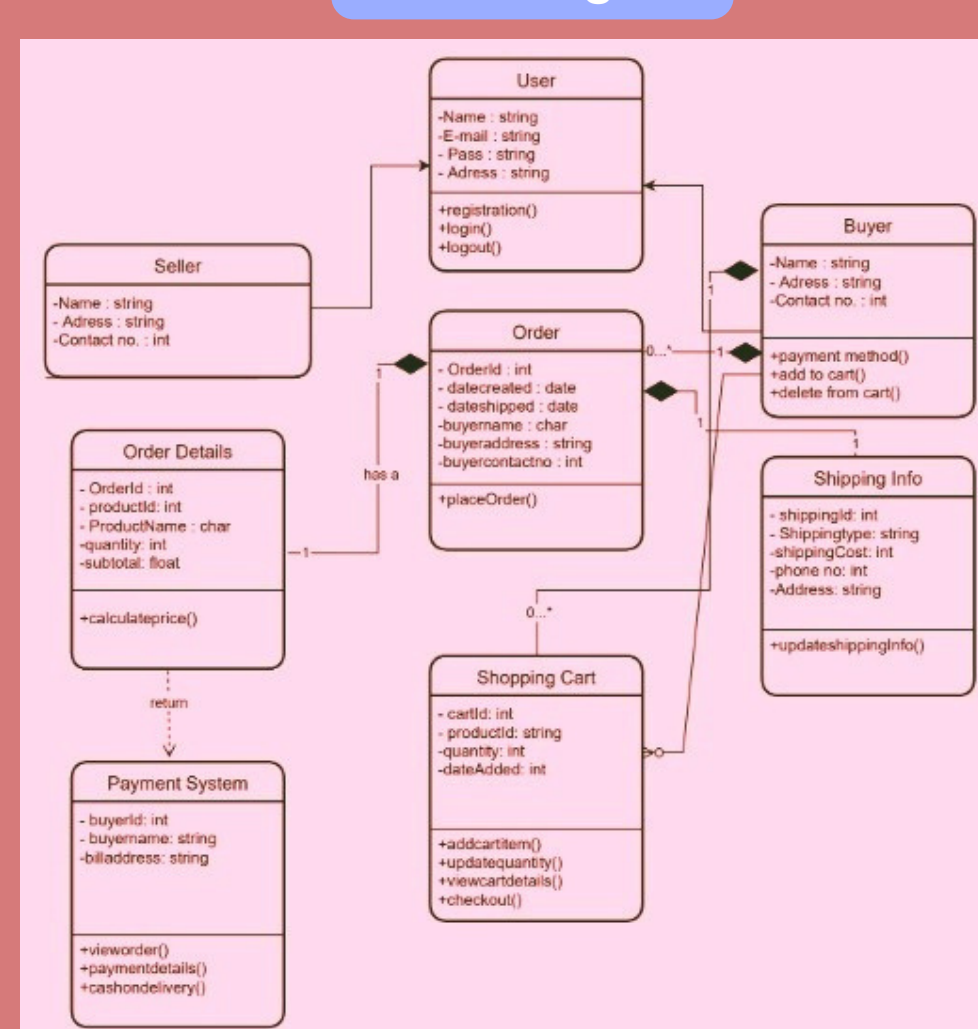 User
-Name : string
-E-mail : string
- Pass : string
- Adress : string
+registration()
+login()
+logout()
Seller
-Name : string
- Adress : string
-Contact no. : int
Buyer
-Name : string
- Adress : string
-Contact no. : int
+payment method()
+add to cart()
+delete from cart()
Order
- OrderId : int
- datecreated : date
- dateshipped : date
-buyername : char
-buyeraddress : string
-buyercontactno : int
+placeOrder()
1
0...*
1
1
1
1
has a
1
Order Details
- OrderId : int
- productId: int
- ProductName : char
-quantity: int
-subtotal: float
+calculateprice()
Shipping Info
- shippingId: int
- Shippingtype: string
-shippingCost: int
-phone no: int
-Address: string
+updateshippingInfo()
0...*
Shopping Cart
- cartId: int
- productId: string
-quantity: int
-dateAdded: int
+addcartitem()
+updatequantity()
+viewcartdetails()
+checkout()
return
Payment System
- buyerId: int
- buyername: string
-billaddress: string
+vieworder()
+paymentdetails()
+cashondelivery()